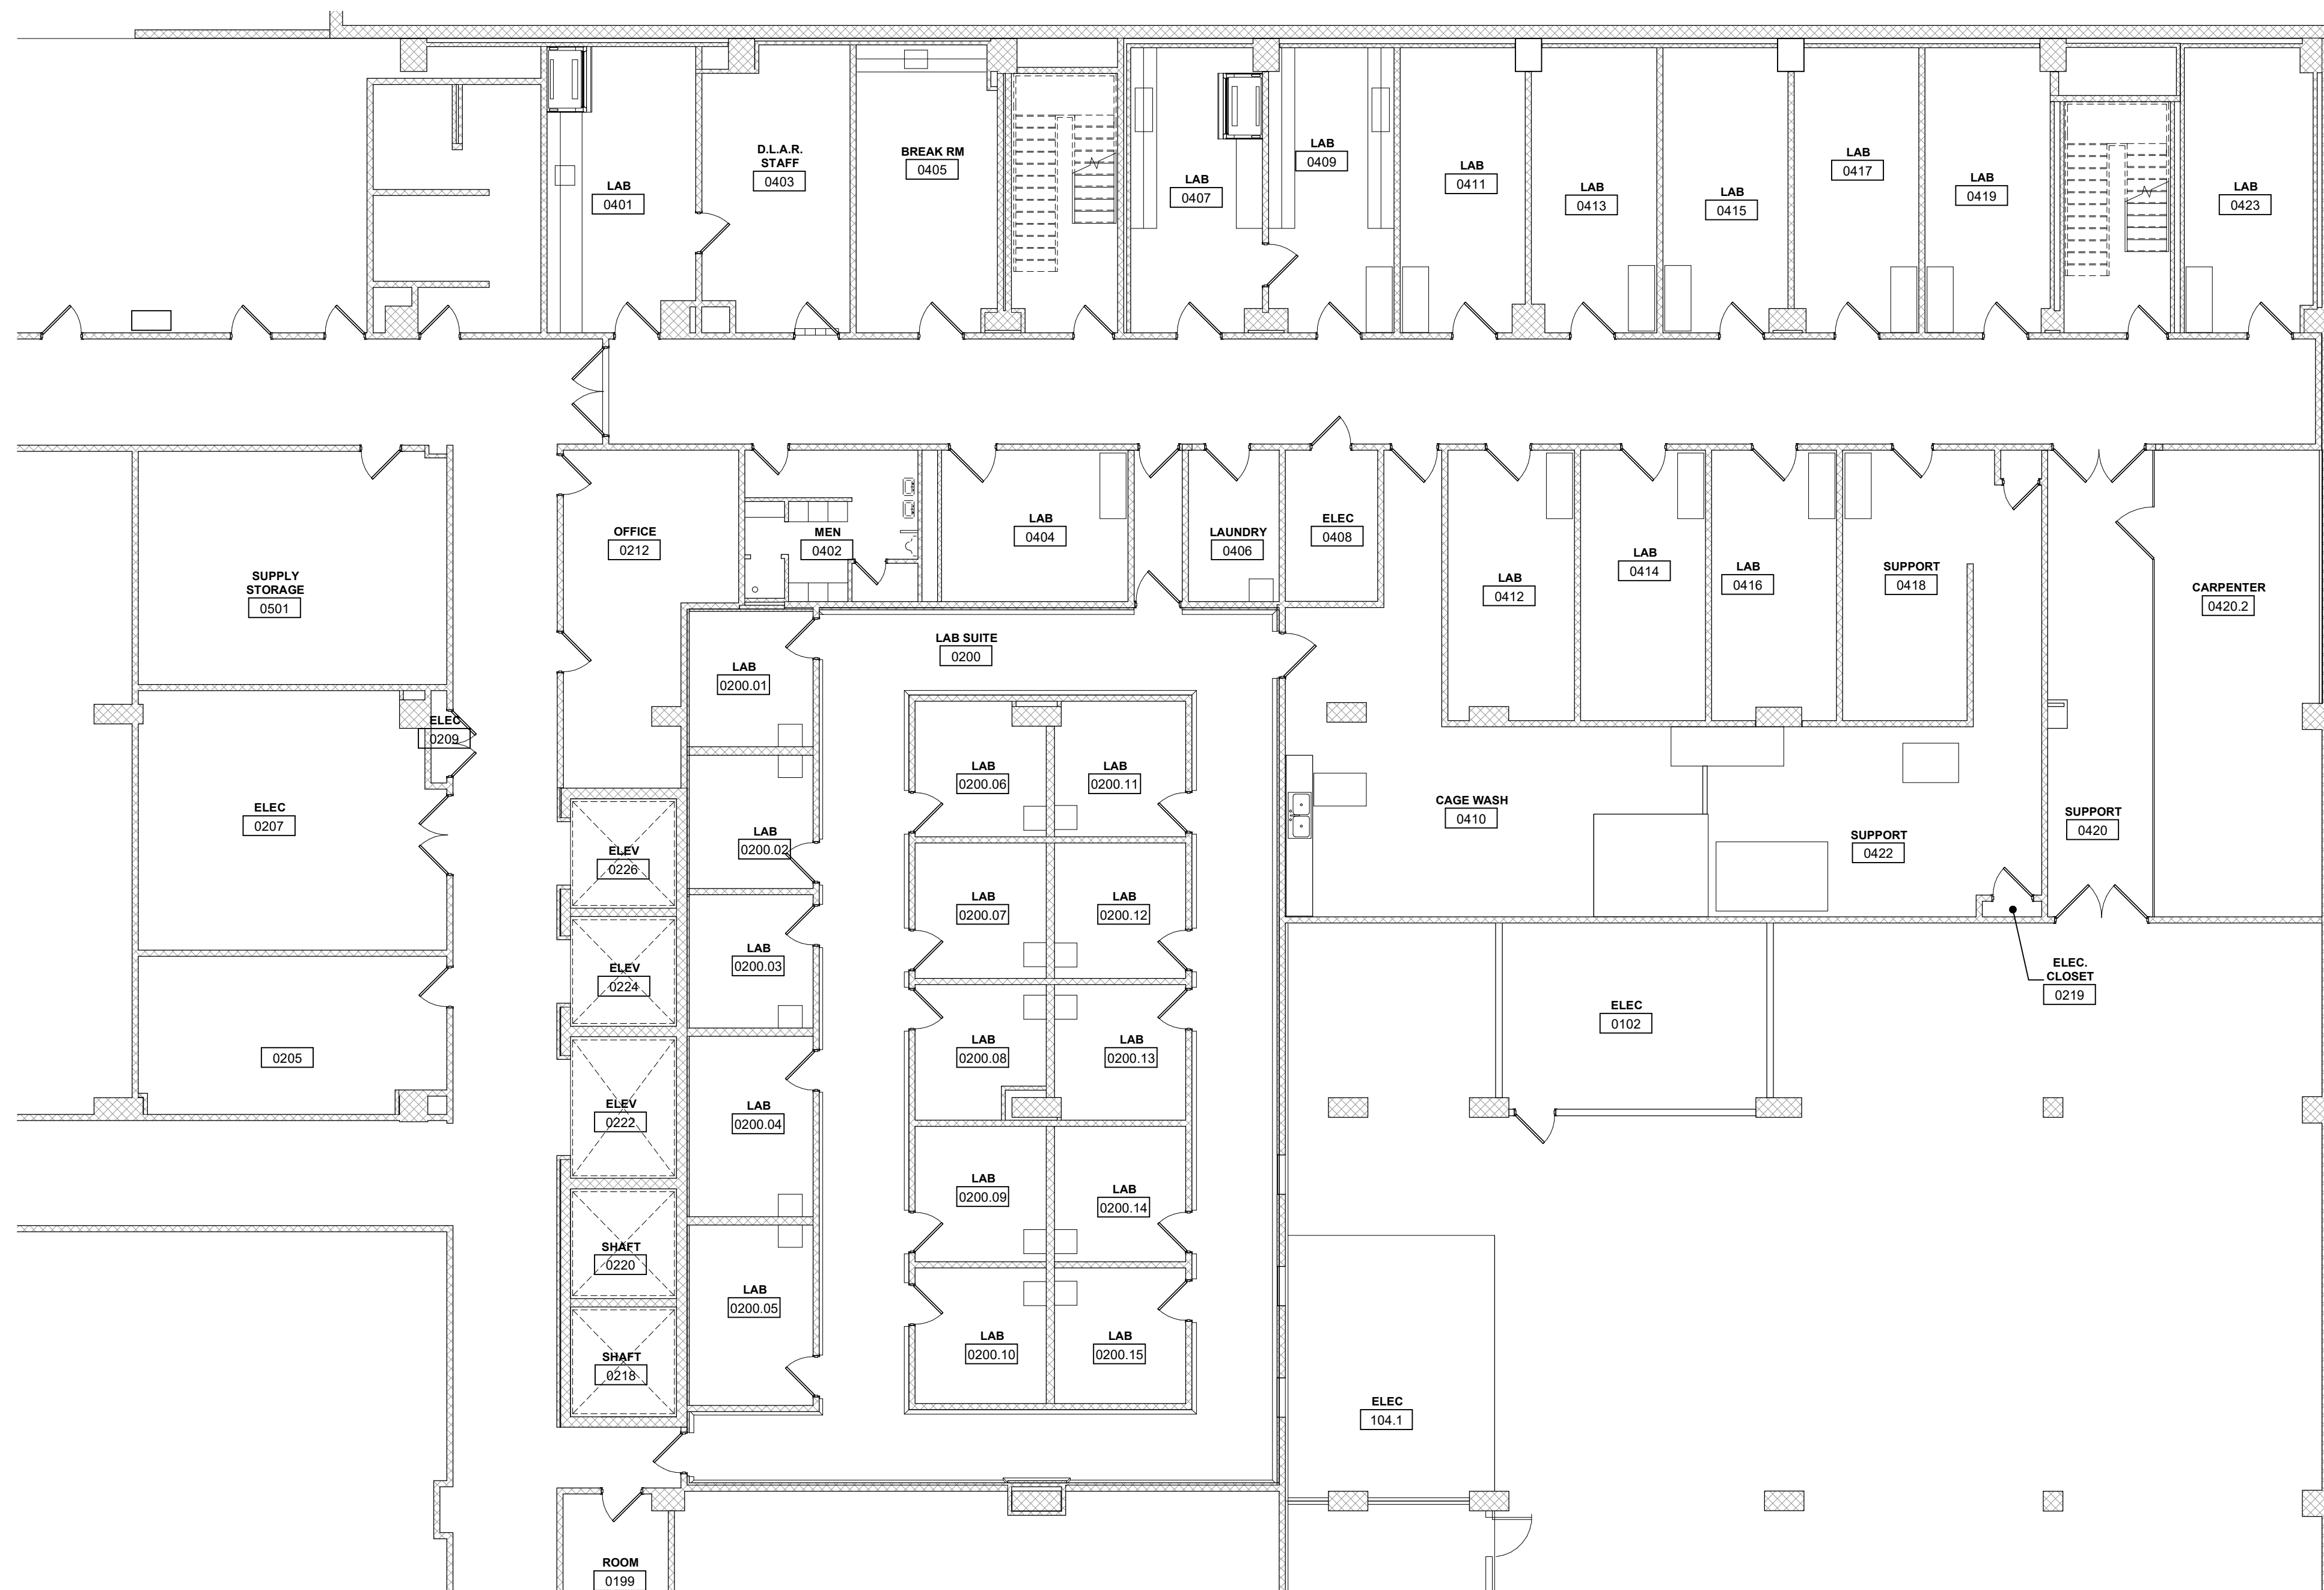 D.L.A.R.
STAFF
0403
BREAK RM
0405
LAB
0401
LAB
0407
LAB
0409
LAB
0411
LAB
0413
LAB
0415
LAB
0417
LAB
0419
LAB
0423
SUPPLY
STORAGE
0501
OFFICE
0212
MEN
0402
LAB
0404
LAUNDRY
0406
ELEC
0408
LAB
0412
LAB
0414
LAB
0416
SUPPORT
0418
CARPENTER
0420.2
LAB SUITE
0200
LAB
0200.01
ELEC
0209
ELEC
0207
LAB
0200.06
LAB
0200.11
CAGE WASH
0410
SUPPORT
0422
SUPPORT
0420
ELEV
0226
LAB
0200.02
LAB
0200.07
LAB
0200.12
ELEV
0224
LAB
0200.03
ELEC
0102
ELEC.
CLOSET
0219
0205
LAB
0200.08
LAB
0200.13
ELEV
0222
LAB
0200.04
LAB
0200.09
LAB
0200.14
SHAFT
0220
LAB
0200.05
LAB
0200.10
LAB
0200.15
SHAFT
0218
ELEC
104.1
ROOM
0199